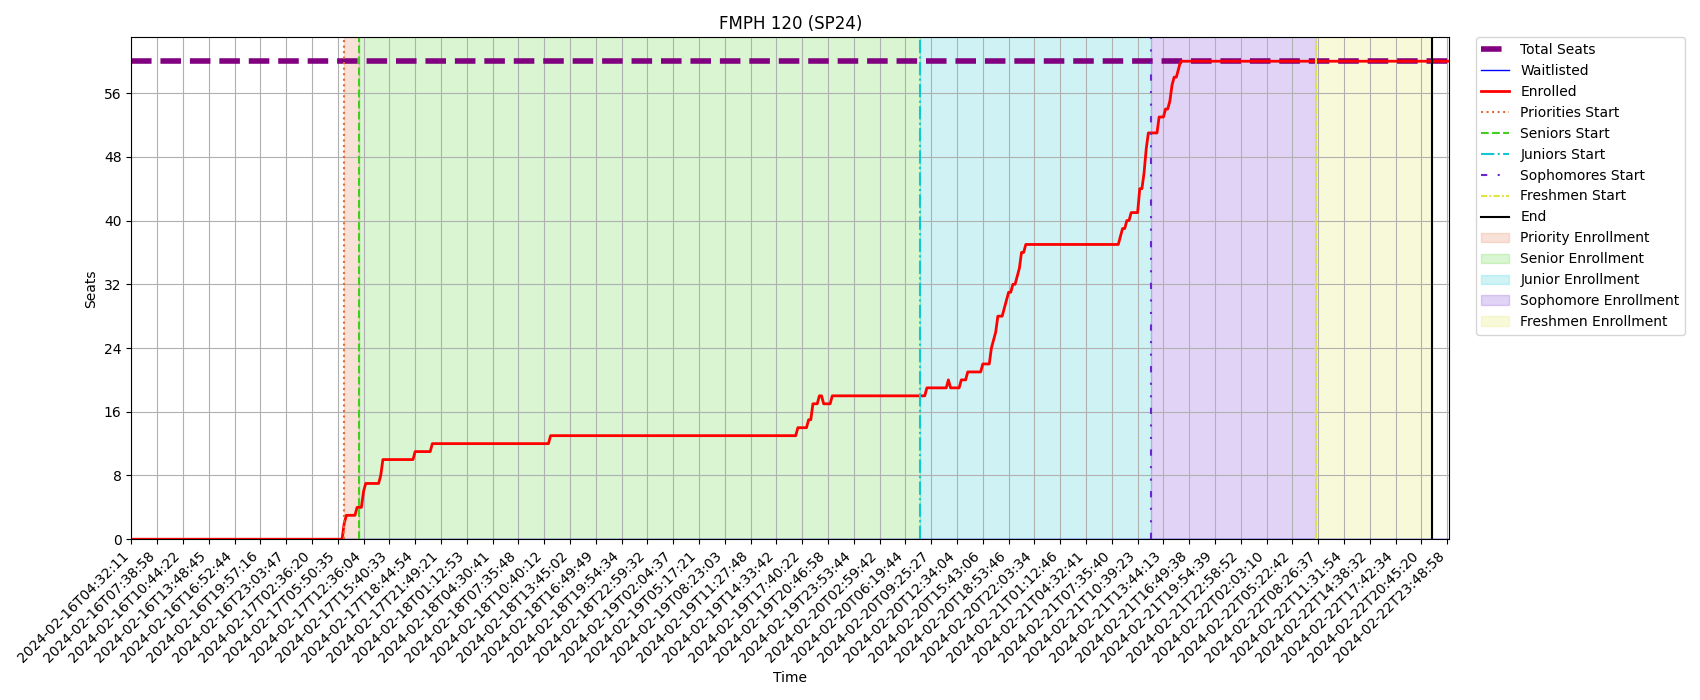 FMPH 120 (SP24)
Total Seats
Waitlisted
Enrolled
Priorities Start
Seniors Start
Juniors Start
Sophomores Start
Freshmen Start
End
Priority Enrollment
Senior Enrollment
Junior Enrollment
Sophomore Enrollment
Freshmen Enrollment
Seats
56
48
40
32
24
16
8
0
2024-02-16T04:32:11
2024-02-16T07:38:58
2024-02-16T10:44:22
2024-02-16T13:48:45
2024-02-16T16:52:44
2024-02-16T19:57:16
2024-02-16T23:03:47
2024-02-17T02:36:20
2024-02-17T05:50:35
2024-02-17T12:36:04
2024-02-17T15:40:33
2024-02-17T18:44:54
2024-02-17T21:49:21
2024-02-18T01:12:53
2024-02-18T04:30:41
2024-02-18T07:35:48
2024-02-18T10:40:12
2024-02-18T13:45:02
2024-02-18T16:49:49
2024-02-18T19:54:34
2024-02-18T22:59:32
2024-02-19T02:04:37
2024-02-19T05:17:21
2024-02-19T08:23:03
2024-02-19T11:27:48
2024-02-19T14:33:42
2024-02-19T17:40:22
2024-02-19T20:46:58
2024-02-19T23:53:44
2024-02-20T02:59:42
2024-02-20T06:19:44
2024-02-20T09:25:27
2024-02-20T12:34:04
2024-02-20T15:43:06
2024-02-20T18:53:46
2024-02-20T22:03:34
2024-02-21T01:12:46
2024-02-21T04:32:41
2024-02-21T07:35:40
2024-02-21T10:39:23
2024-02-21T13:44:13
2024-02-21T16:49:38
2024-02-21T19:54:39
2024-02-21T22:58:52
2024-02-22T02:03:10
2024-02-22T05:22:42
2024-02-22T08:26:37
2024-02-22T11:31:54
2024-02-22T14:38:32
2024-02-22T17:42:34
2024-02-22T20:45:20
2024-02-22T23:48:58
Time